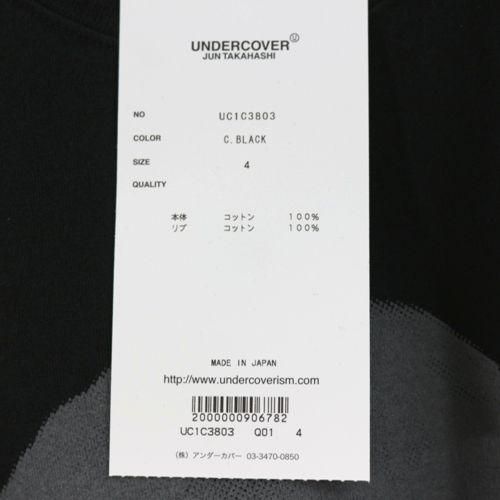 UNDERCOVER U
JUN TAKAHASHI
NO UC1C3803
COLOR C.BLACK
SIZE 4
QUALITY
本体 コットン 100%
リブ コットン 100%
MADE IN JAPAN
http://www.undercoverism.com
2000000906782
UC1C3803 Q01 4
(株) アンダーカバー 03-3470-0850